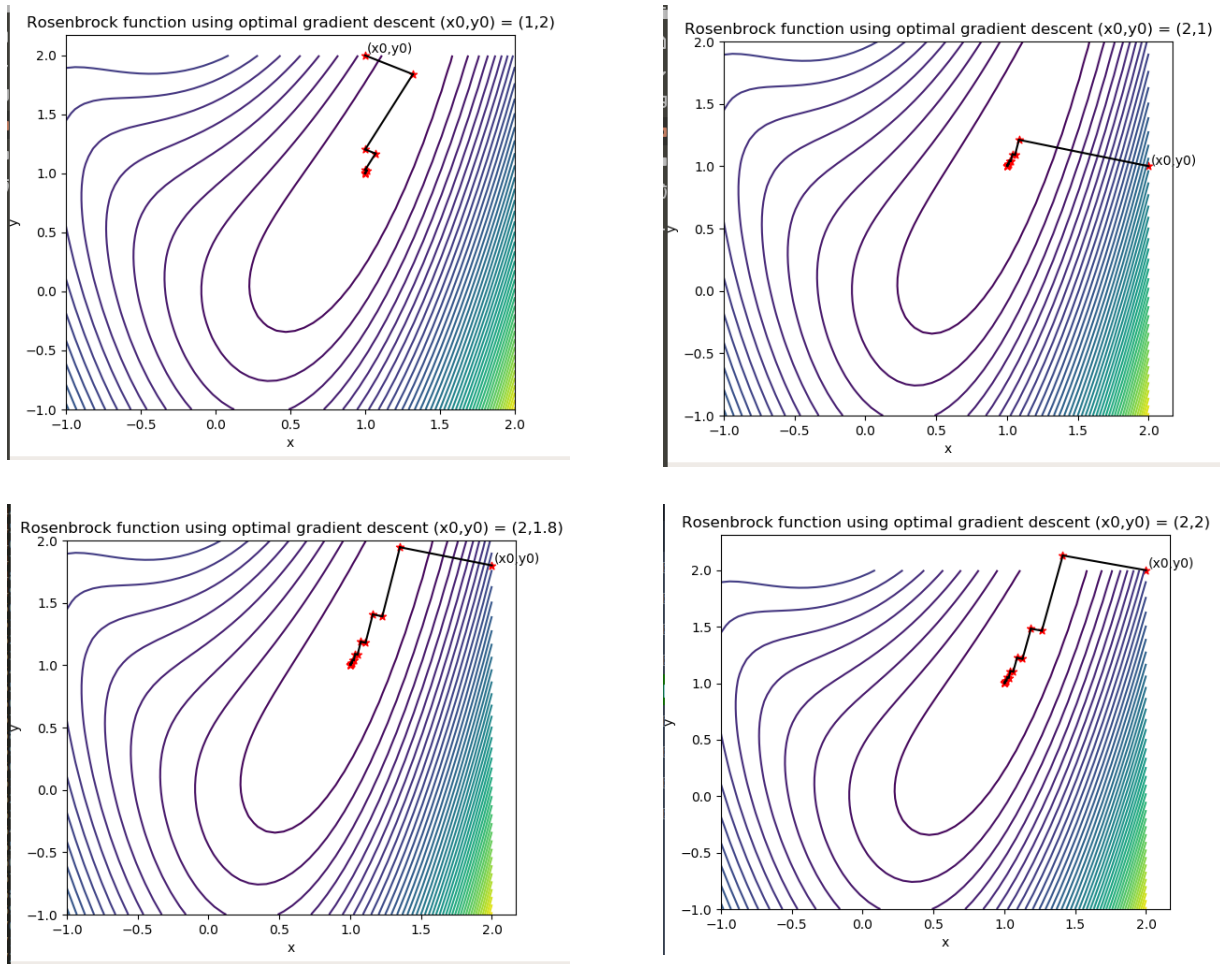 Rosenbrock function using optimal gradient descent (x0,y0) = (1,2)
2.0
1.5
1.0
0.5
0.0
−0.5
−1.0
y
(x0,y0)
−1.0 −0.5 0.0 0.5 1.0 1.5 2.0
x
Rosenbrock function using optimal gradient descent (x0,y0) = (2,1)
2.0
1.5
1.0
0.5
0.0
−0.5
−1.0
y
(x0,y0)
−1.0 −0.5 0.0 0.5 1.0 1.5 2.0
x
Rosenbrock function using optimal gradient descent (x0,y0) = (2,1.8)
2.0
1.5
1.0
0.5
0.0
−0.5
−1.0
y
(x0,y0)
−1.0 −0.5 0.0 0.5 1.0 1.5 2.0
x
Rosenbrock function using optimal gradient descent (x0,y0) = (2,2)
2.0
1.5
1.0
0.5
0.0
−0.5
−1.0
y
(x0,y0)
−1.0 −0.5 0.0 0.5 1.0 1.5 2.0
x